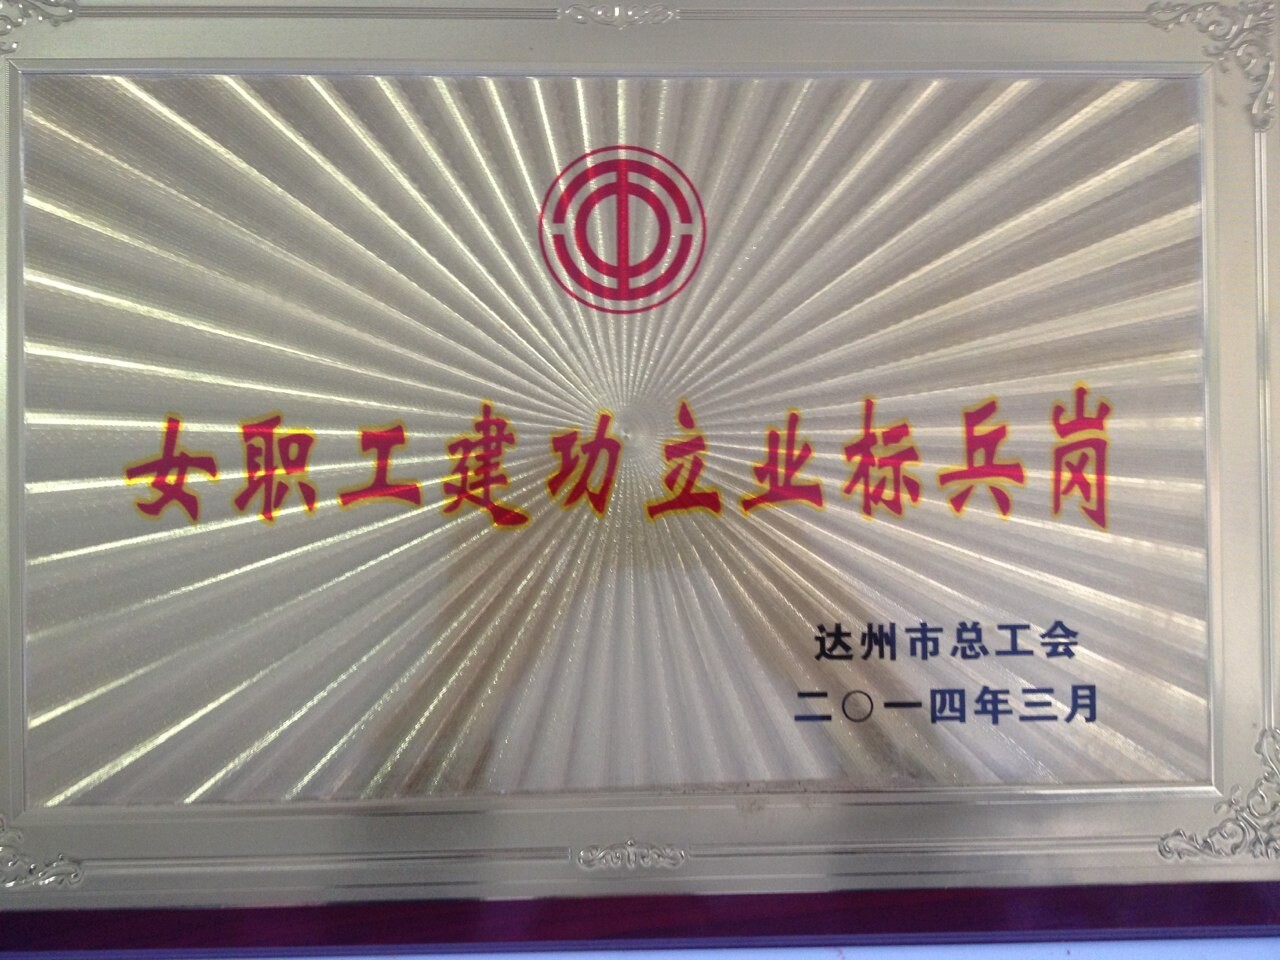 女职工建功立业标兵岗
达州市总工会
二〇一四年三月